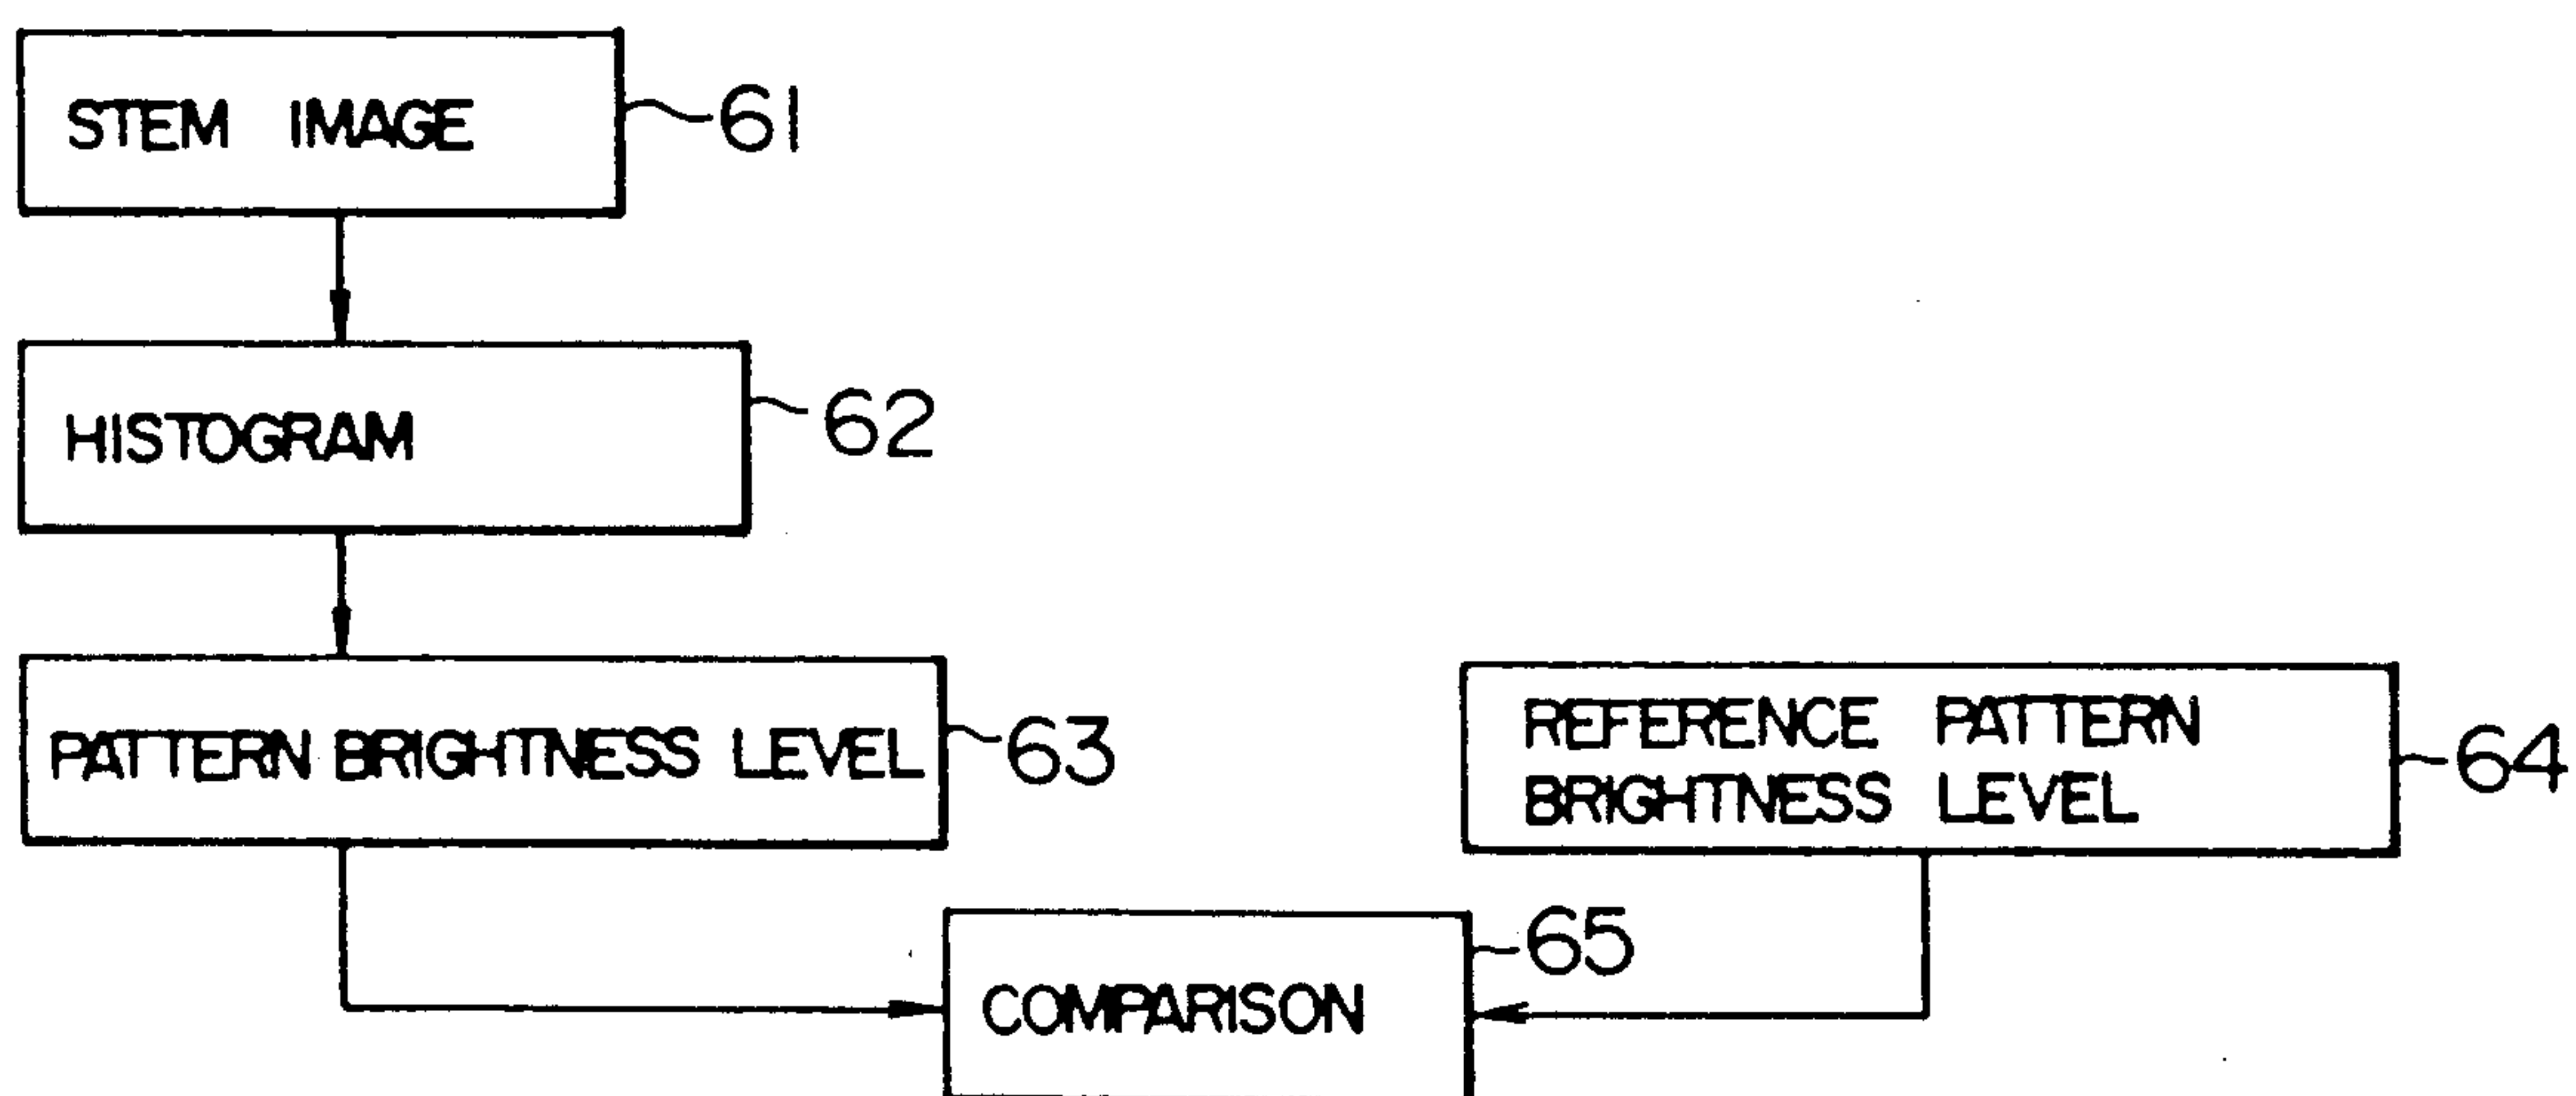 STEM IMAGE
61
HISTOGRAM
62
PATTERN BRIGHTNESS LEVEL
63
REFERENCE PATTERN
BRIGHTNESS LEVEL
64
COMPARISON
65